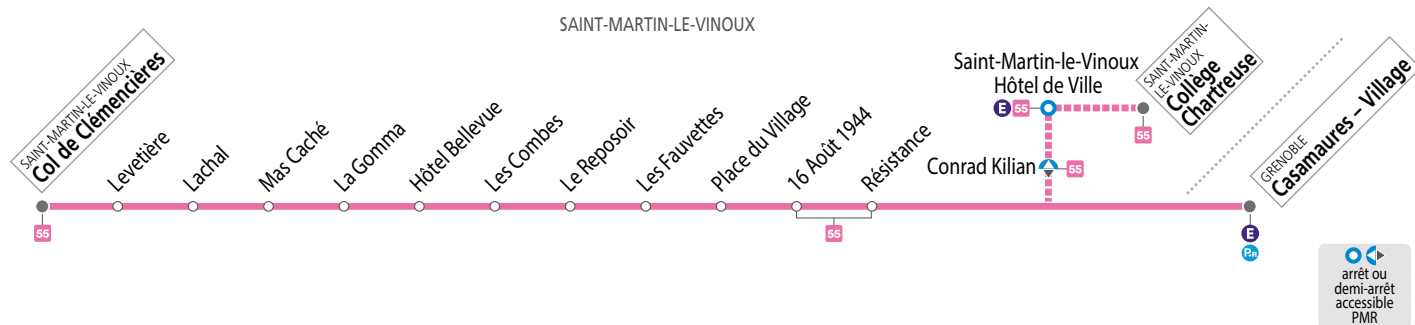 SAINT-MARTIN-LE-VINOUX
SAINT-MARTIN-LE-VINOUX
Col de Clémencières
55
Levetière
Lachal
Mas Caché
La Gomma
Hôtel Bellevue
Les Combes
Le Reposoir
Les Fauvettes
Place du Village
16 Août 1944
Résistance
55
Saint-Martin-le-Vinoux
Hôtel de Ville
E 55
Conrad Kilian
55
SAINT-MARTIN-
LE-VINOUX
Collège
Chartreuse
55
GRENOBLE
Casamaures – Village
E
P+R
arrêt ou
demi-arrêt
accessible
PMR